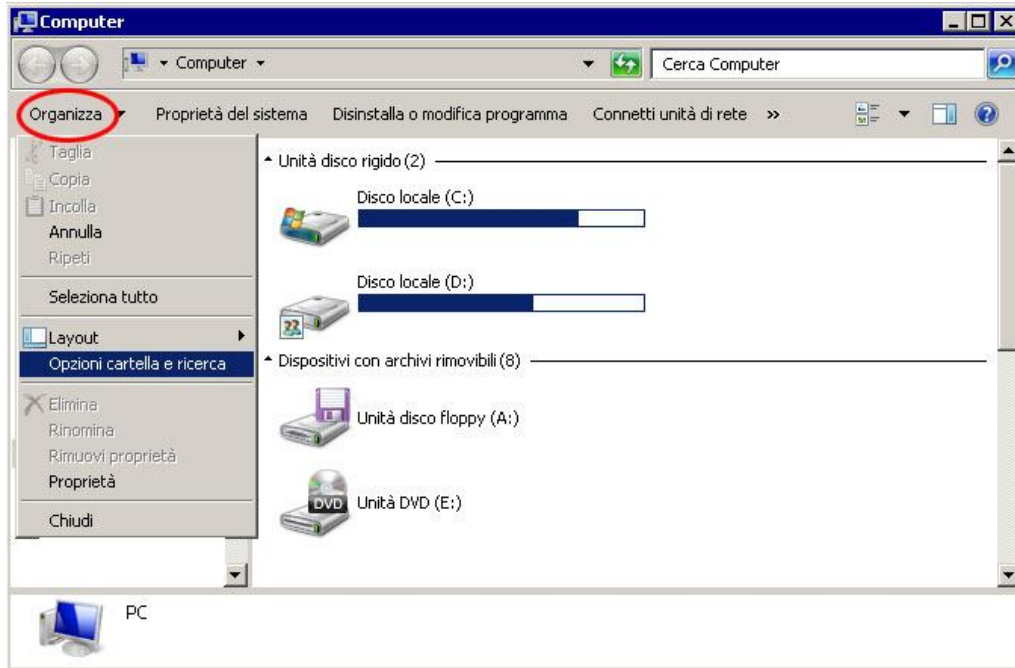 Computer
Computer
Cerca Computer
Organizza
Proprietà del sistema
Disinstalla o modifica programma
Connetti unità di rete
»
Taglia
Copia
Incolla
Annulla
Ripeti
Seleziona tutto
Layout
Opzioni cartella e ricerca
Elimina
Rinomina
Rimuovi proprietà
Proprietà
Chiudi
Unità disco rigido (2)
Disco locale (C:)
Disco locale (D:)
Dispositivi con archivi rimovibili (8)
Unità disco floppy (A:)
DVD
Unità DVD (E:)
PC